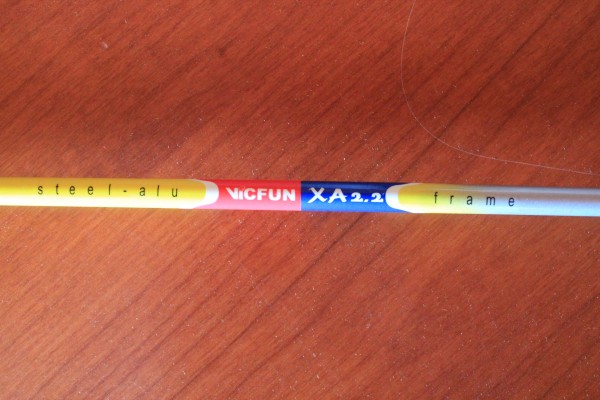 steel-alu VICFUN XA 2.2 frame